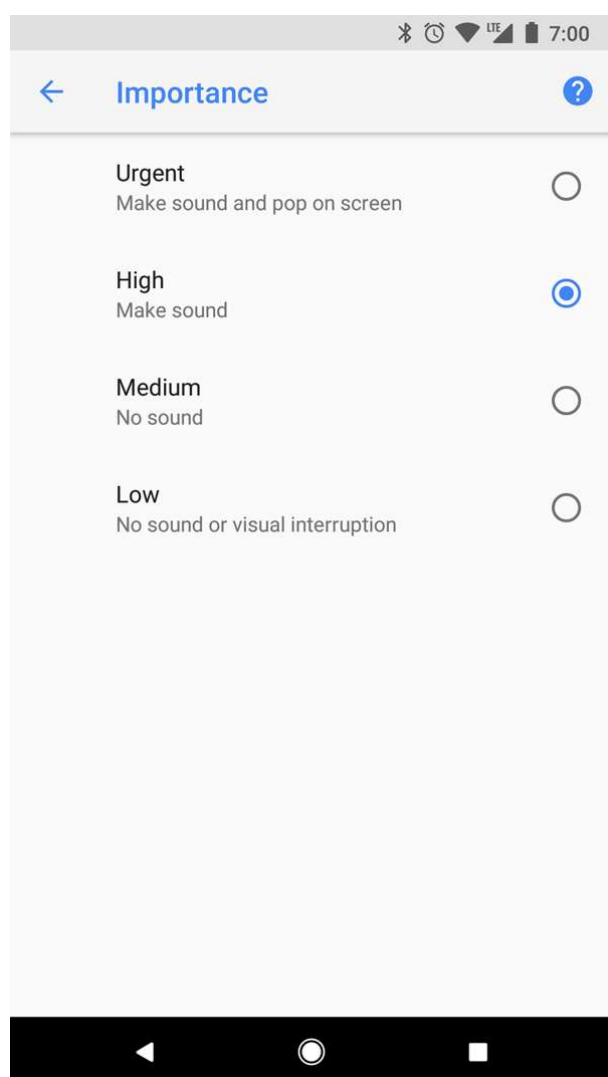 LTE 7:00
Importance ?
Urgent
Make sound and pop on screen
High
Make sound
Medium
No sound
Low
No sound or visual interruption